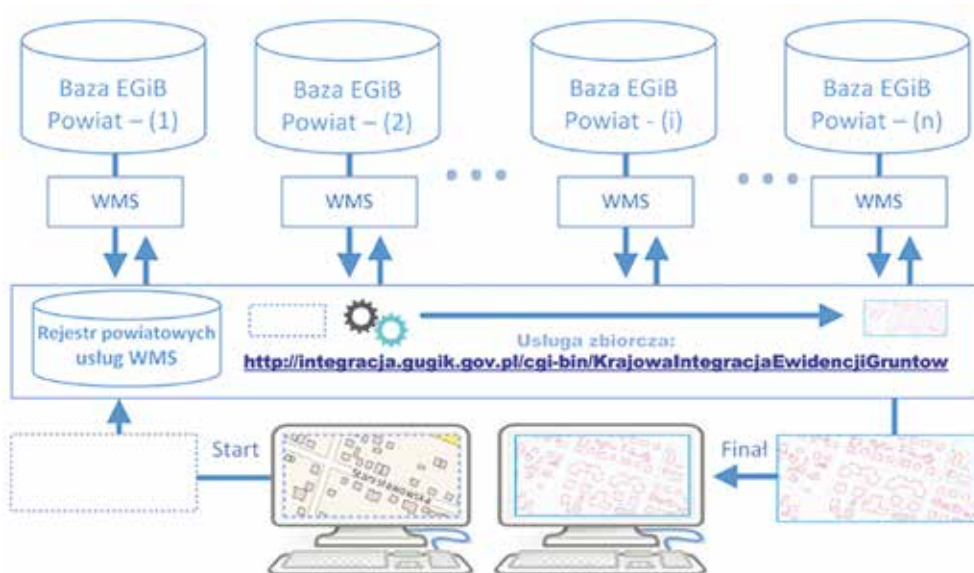 Baza EGiB
Powiat – (1)
Baza EGiB
Powiat – (2)
Baza EGiB
Powiat - (i)
Baza EGiB
Powiat – (n)
WMS
WMS
WMS
WMS
Rejestr powiatowych
usług WMS
Usługa zbiorcza:
http://integracja.gugik.gov.pl/cgi-bin/KrajowaIntegracjaEwidencjiGruntow
Start
Stanisławowska
Finał